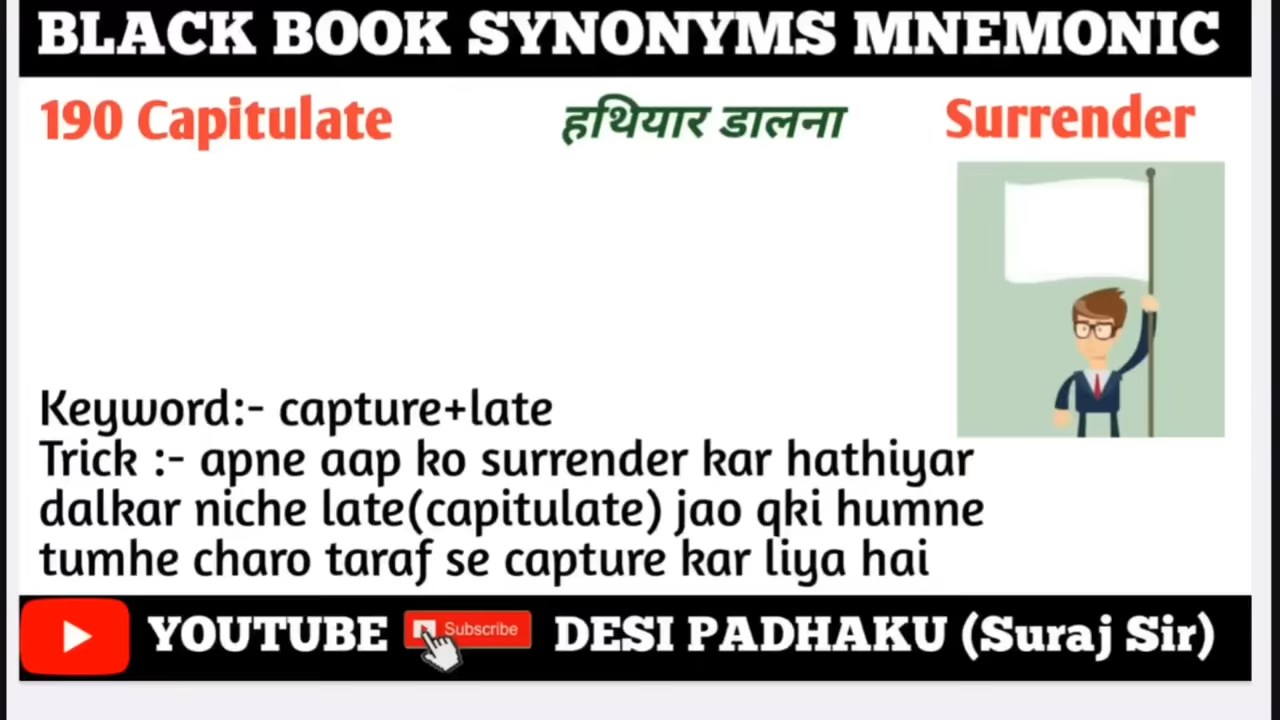 BLACK BOOK SYNONYMS MNEMONIC
190 Capitulate हथियार डालना Surrender
Keyword:- capture+late
Trick :- apne aap ko surrender kar hathiyar
dalkar niche late(capitulate) jao qki humne
tumhe charo taraf se capture kar liya hai
YOUTUBE Subscribe DESI PADHAKU (Suraj Sir)